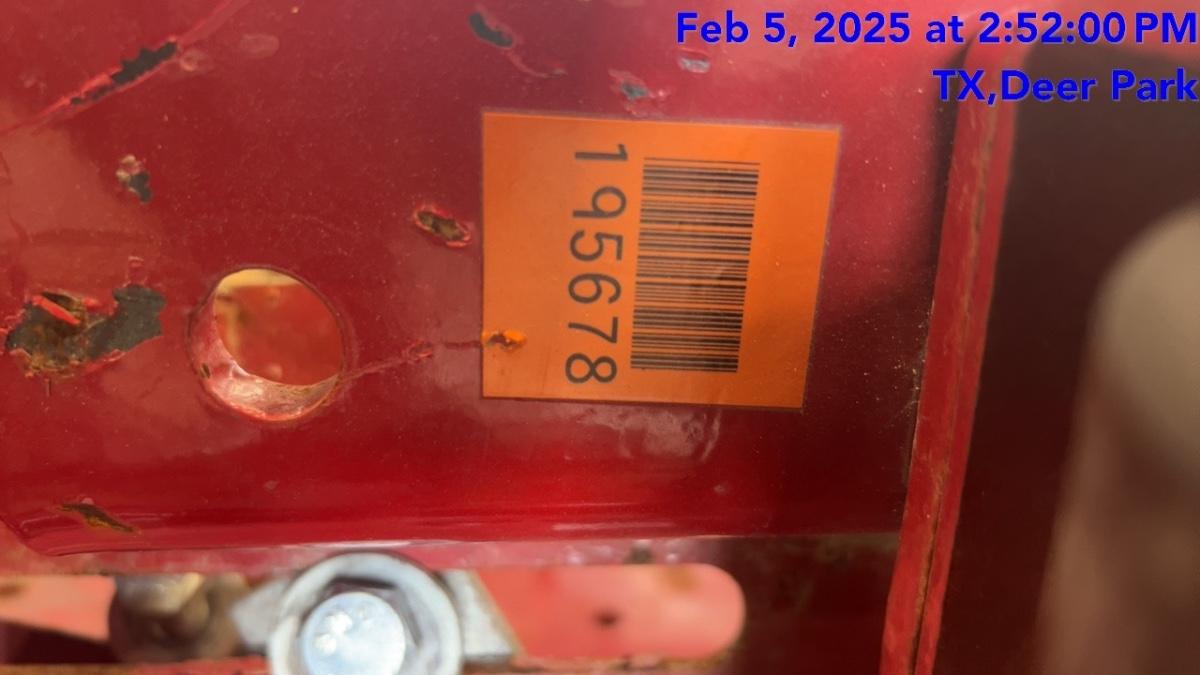 Feb 5, 2025 at 2:52:00 PM
TX,Deer Park
195678